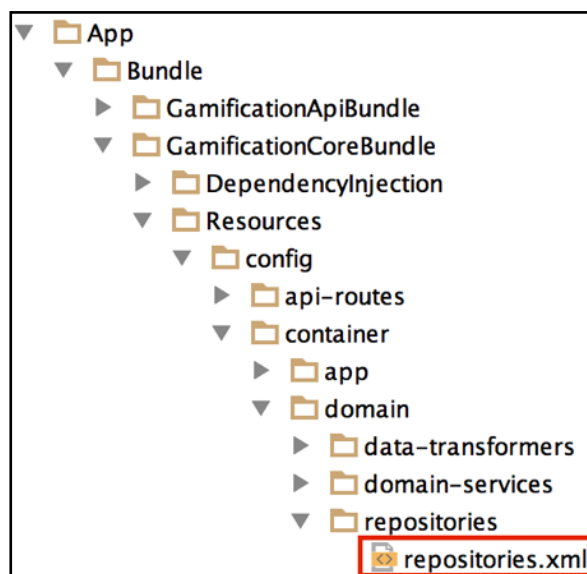 App
Bundle
GamificationApiBundle
GamificationCoreBundle
DependencyInjection
Resources
config
api-routes
container
app
domain
data-transformers
domain-services
repositories
repositories.xml